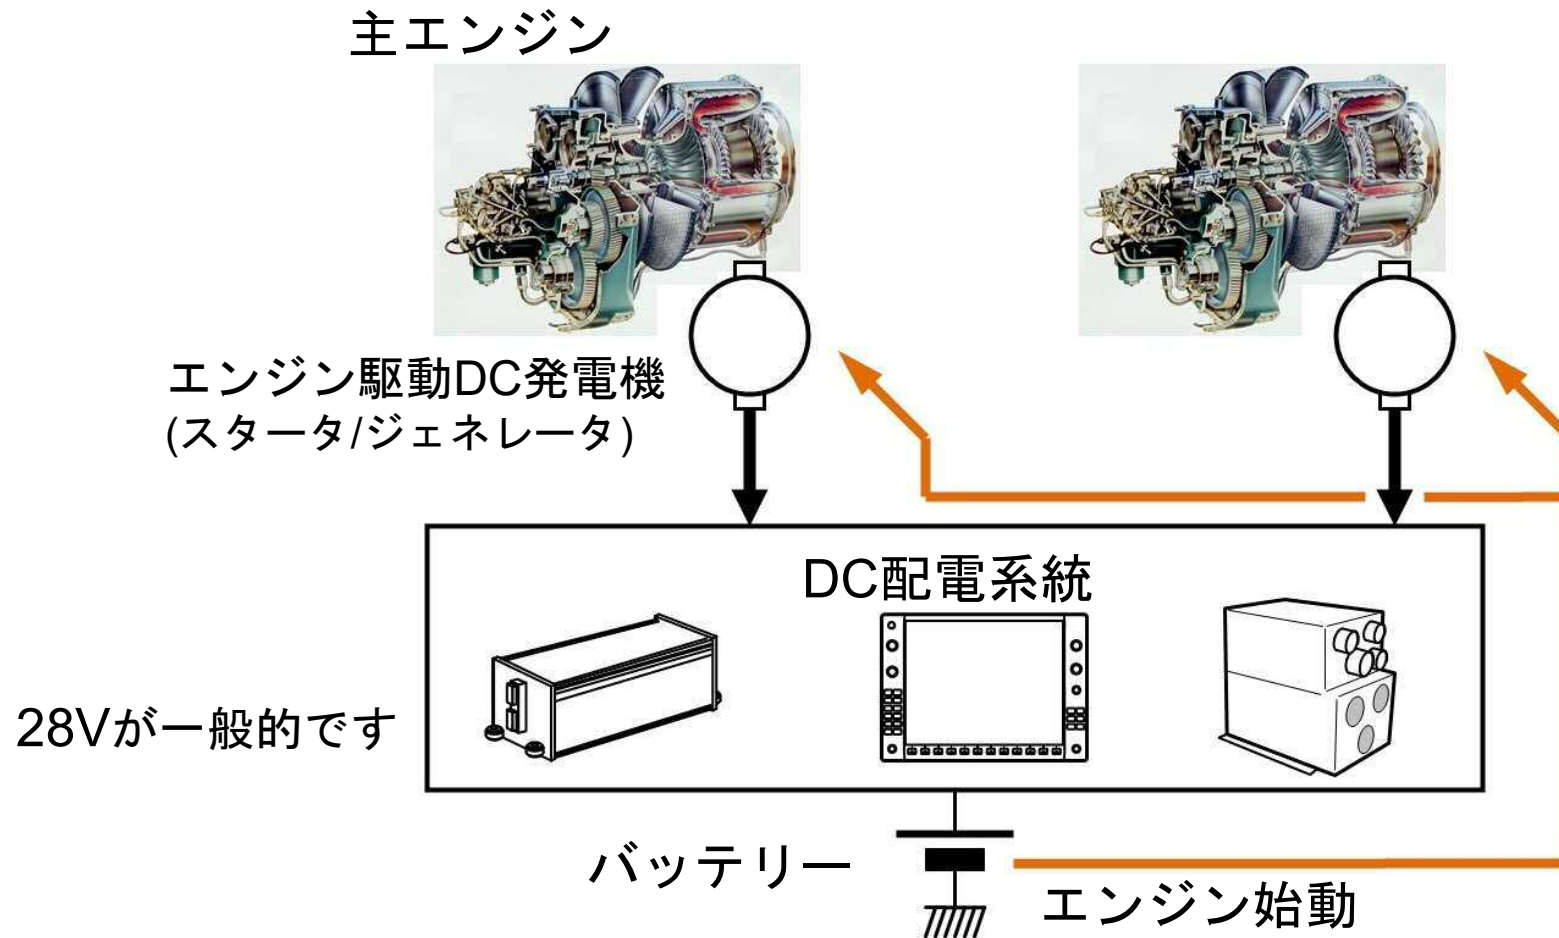 主エンジン
エンジン駆動DC発電機
(スタータ/ジェネレータ)
DC配電系統
28Vが一般的です
バッテリー
エンジン始動